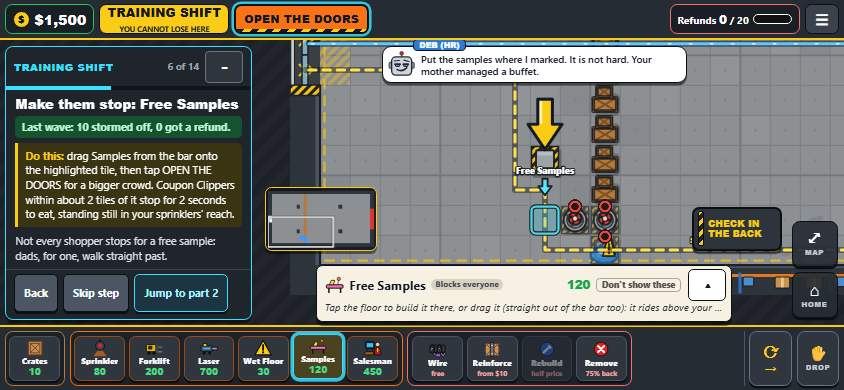 $ $1,500
TRAINING SHIFT
YOU CANNOT LOSE HERE
OPEN THE DOORS
Refunds 0 / 20
TRAINING SHIFT
6 of 14
Make them stop: Free Samples
Last wave: 10 stormed off, 0 got a refund.
Do this: drag Samples from the bar onto
the highlighted tile, then tap OPEN THE
DOORS for a bigger crowd. Coupon Clippers
within about 2 tiles of it stop for 2 seconds
to eat, standing still in your sprinklers' reach.
Not every shopper stops for a free sample:
dads, for one, walk straight past.
Back
Skip step
Jump to part 2
DEB (HR)
Put the samples where I marked. It is not hard. Your
mother managed a buffet.
Free Samples
CHECK IN
THE BACK
MAP
HOME
Free Samples
Blocks everyone
120
Don't show these
Tap the floor to build it there, or drag it (straight out of the bar too): it rides above your ...
Crates
10
Sprinkler
80
Forklift
200
Laser
700
Wet Floor
30
Samples
120
Salesman
450
Wire
free
Reinforce
from $10
Rebuild
half price
Remove
75% back
DROP